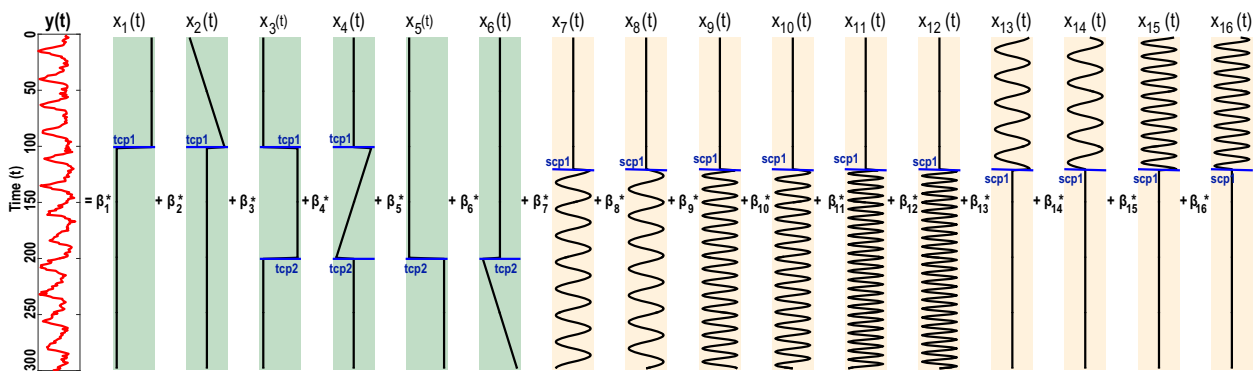 y(t) x₁(t) x₂(t) x₃(t) x₄(t) x₅(t) x₆(t) x₇(t) x₈(t) x₉(t) x₁₀(t) x₁₁(t) x₁₂(t) x₁₃(t) x₁₄(t) x₁₅(t) x₁₆(t)
0
50
100
150
200
250
300
Time (t)
tcp1 tcp1 tcp1 tcp1
scp1 scp1 scp1 scp1 scp1 scp1
scp1 scp1 scp1 scp1
= β₁* + β₂* + β₃* + β₄* + β₅* + β₆* + β₇* + β₈* + β₉* + β₁₀* + β₁₁* + β₁₂* + β₁₃* + β₁₄* + β₁₅* + β₁₆*
tcp2 tcp2 tcp2 tcp2